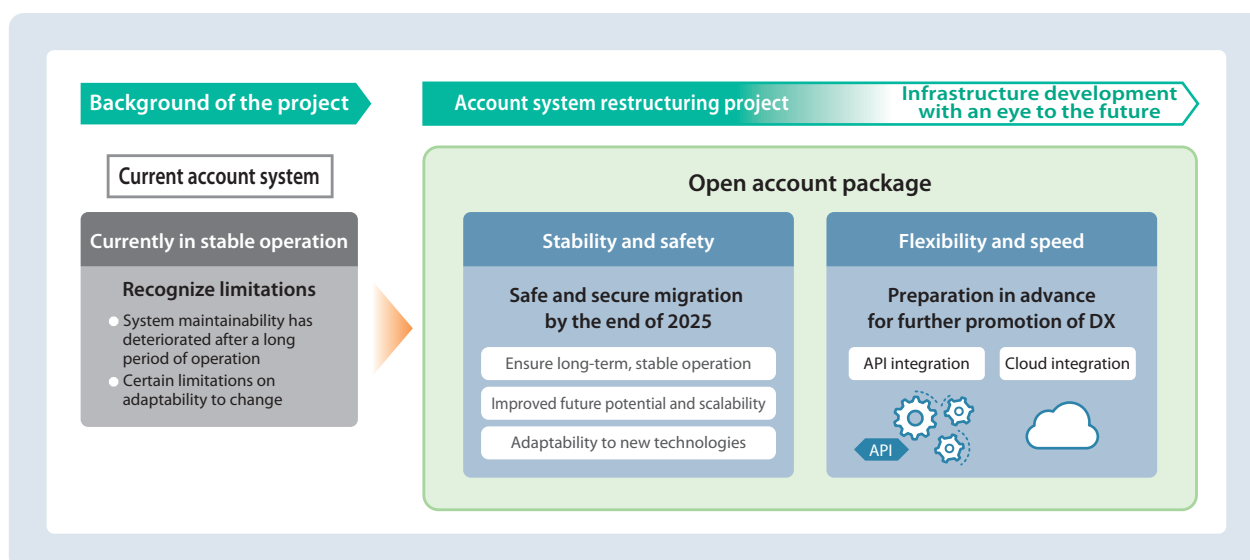 Background of the project
Account system restructuring project
Infrastructure development
with an eye to the future
Current account system
Currently in stable operation
Recognize limitations
System maintainability has
deteriorated after a long
period of operation
Certain limitations on
adaptability to change
Open account package
Stability and safety
Safe and secure migration
by the end of 2025
Ensure long-term, stable operation
Improved future potential and scalability
Adaptability to new technologies
Flexibility and speed
Preparation in advance
for further promotion of DX
API integration
Cloud integration
API